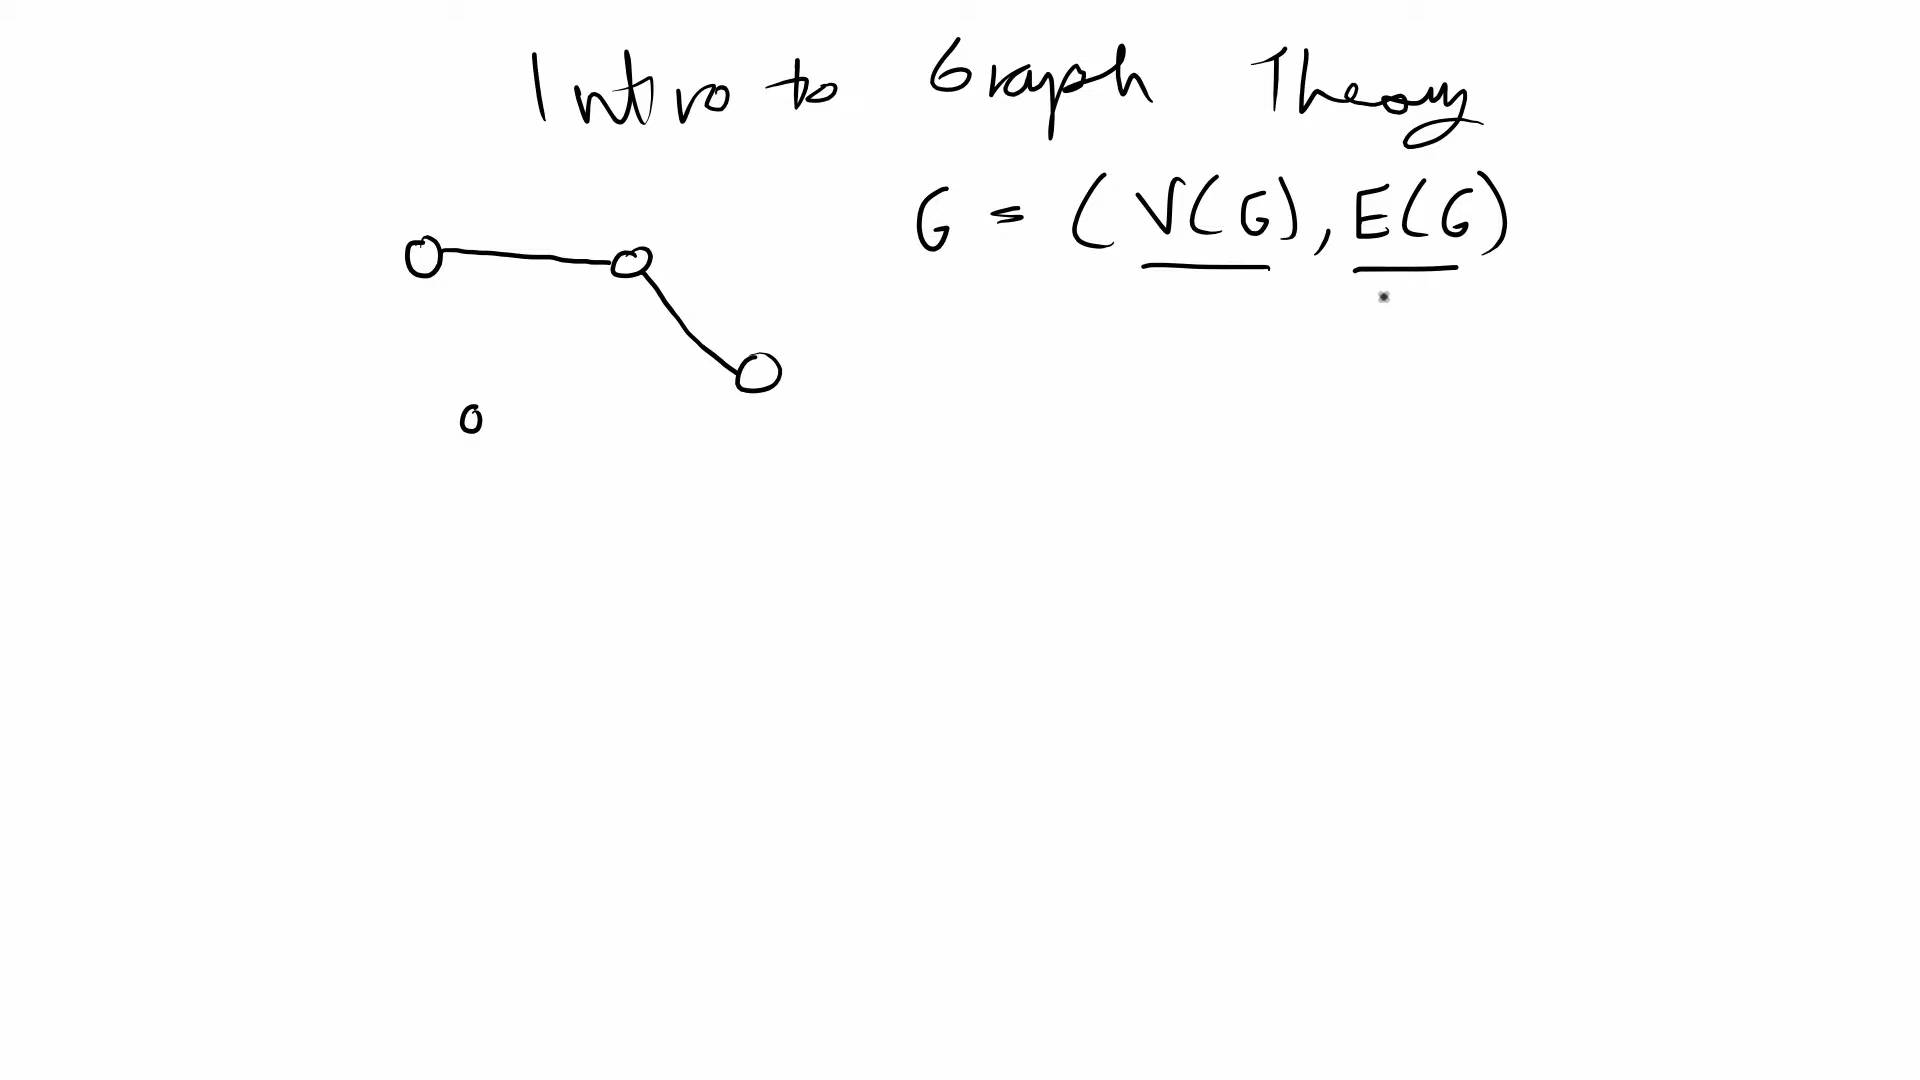 Intro to Graph Theory
G = (V(G), E(G)